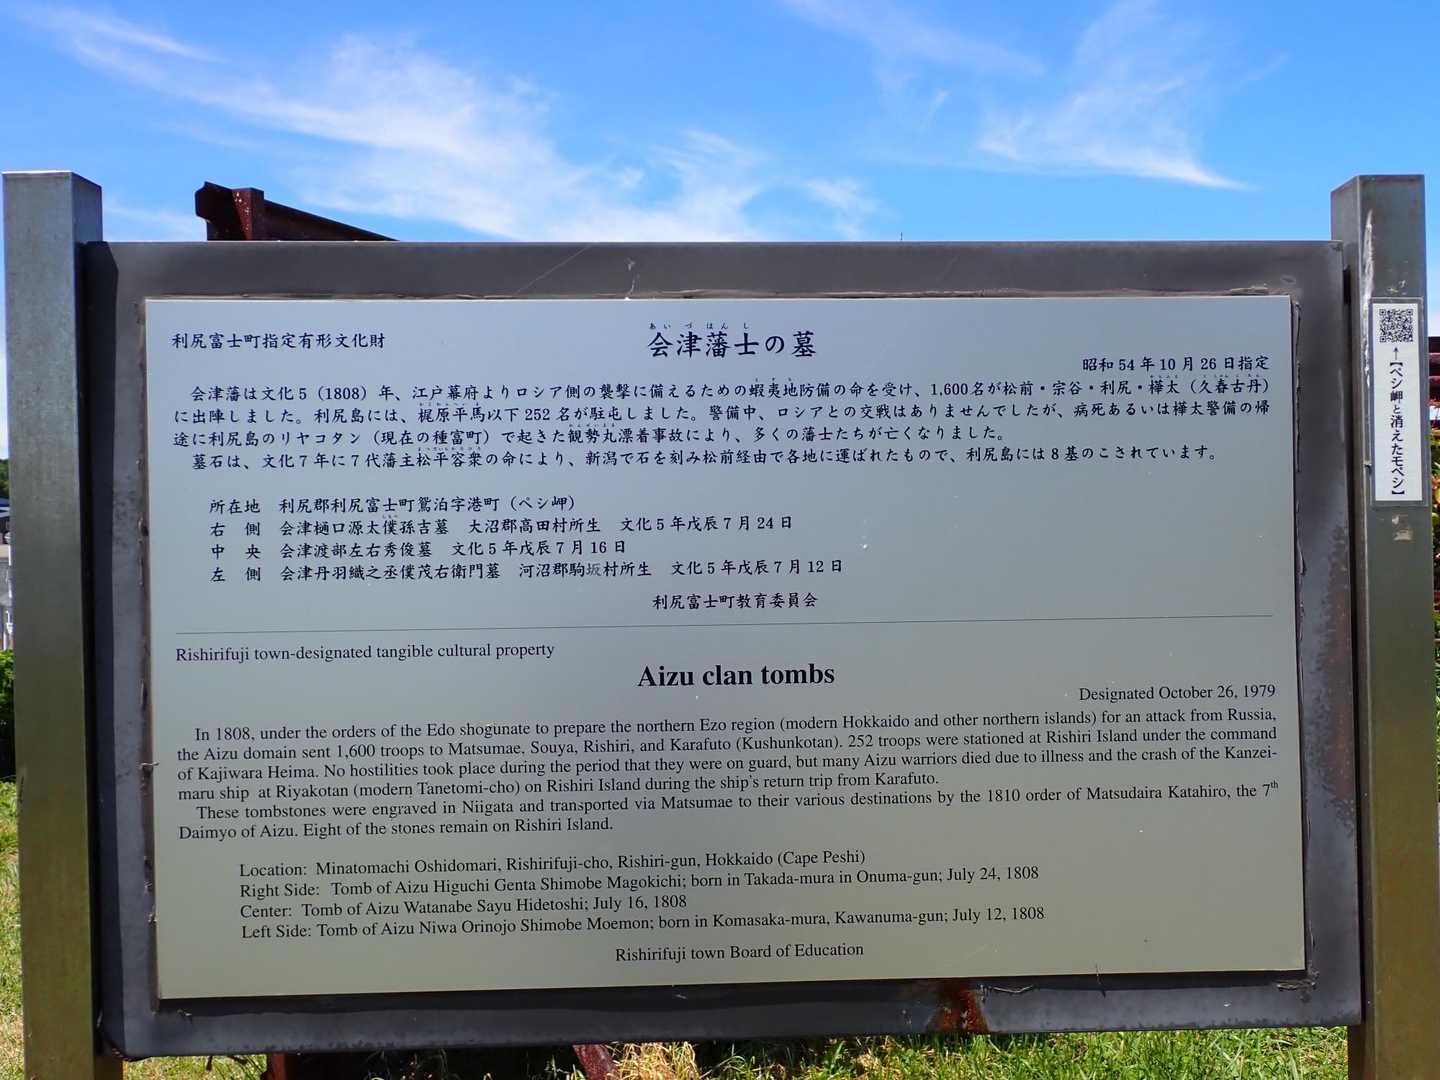 利尻富士町指定有形文化財
あいづはんし
会津藩士の墓
昭和54年10月26日指定
会津藩は文化5（1808）年、江戸幕府よりロシア側の襲撃に備えるための蝦夷地防備の命を受け、1,600名が松前・宗谷・利尻・樺太（久春古丹）
に出陣しました。利尻島には、梶原平馬以下252名が駐屯しました。警備中、ロシアとの交戦はありませんでしたが、病死あるいは樺太警備の帰
途に利尻島のリヤコタン（現在の種富町）で起きた観勢丸漂着事故により、多くの藩士たちが亡くなりました。
墓石は、文化7年に7代藩主松平容衆の命により、新潟で石を刻み松前経由で各地に運ばれたもので、利尻島には8基のこされています。
所在地 利尻郡利尻富士町鴛泊字港町（ペシ岬）
右側 会津樋口源太僕孫吉墓 大沼郡高田村所生 文化5年戊辰7月24日
中央 会津渡部左右秀俊墓 文化5年戊辰7月16日
左側 会津丹羽織之丞僕茂右衛門墓 河沼郡駒坂村所生 文化5年戊辰7月12日
利尻富士町教育委員会
Rishirifuji town-designated tangible cultural property
Aizu clan tombs
Designated October 26, 1979
In 1808, under the orders of the Edo shogunate to prepare the northern Ezo region (modern Hokkaido and other northern islands) for an attack from Russia,
the Aizu domain sent 1,600 troops to Matsumae, Souya, Rishiri, and Karafuto (Kushunkotan). 252 troops were stationed at Rishiri Island under the command
of Kajiwara Heima. No hostilities took place during the period that they were on guard, but many Aizu warriors died due to illness and the crash of the Kanzei-
maru ship at Riyakotan (modern Tanetomi-cho) on Rishiri Island during the ship's return trip from Karafuto.
These tombstones were engraved in Niigata and transported via Matsumae to their various destinations by the 1810 order of Matsudaira Katahiro, the 7th
Daimyo of Aizu. Eight of the stones remain on Rishiri Island.
Location: Minatomachi Oshidomari, Rishirifuji-cho, Rishiri-gun, Hokkaido (Cape Peshi)
Right Side: Tomb of Aizu Higuchi Genta Shimobe Magokichi; born in Takada-mura in Onuma-gun; July 24, 1808
Center: Tomb of Aizu Watanabe Sayu Hidetoshi; July 16, 1808
Left Side: Tomb of Aizu Niwa Orinojo Shimobe Moemon; born in Komasaka-mura, Kawanuma-gun; July 12, 1808
Rishirifuji town Board of Education
↑【ペシ岬と消えたモペシ】